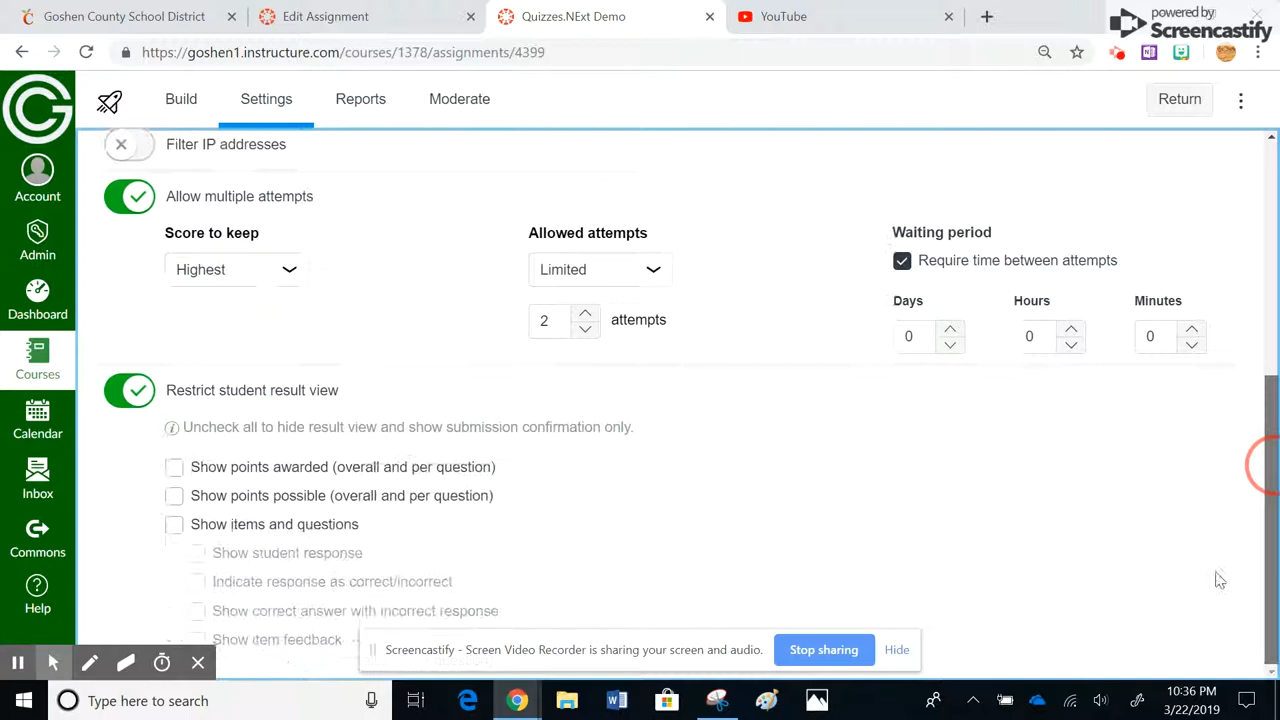 Goshen County School District
Edit Assignment
Quizzes.NExt Demo
YouTube
powered by
Screencastify
https://goshen1.instructure.com/courses/1378/assignments/4399
Build
Settings
Reports
Moderate
Return
Account
Admin
Dashboard
Courses
Calendar
Inbox
Commons
Help
Filter IP addresses
Allow multiple attempts
Score to keep
Allowed attempts
Waiting period
Highest
Limited
Require time between attempts
Days
Hours
Minutes
2
attempts
0
0
0
Restrict student result view
Uncheck all to hide result view and show submission confirmation only.
Show points awarded (overall and per question)
Show points possible (overall and per question)
Show items and questions
Show student response
Indicate response as correct/incorrect
Show correct answer with incorrect response
Show item feedback
Screencastify - Screen Video Recorder is sharing your screen and audio.
Stop sharing
Hide
Type here to search
10:36 PM
3/22/2019